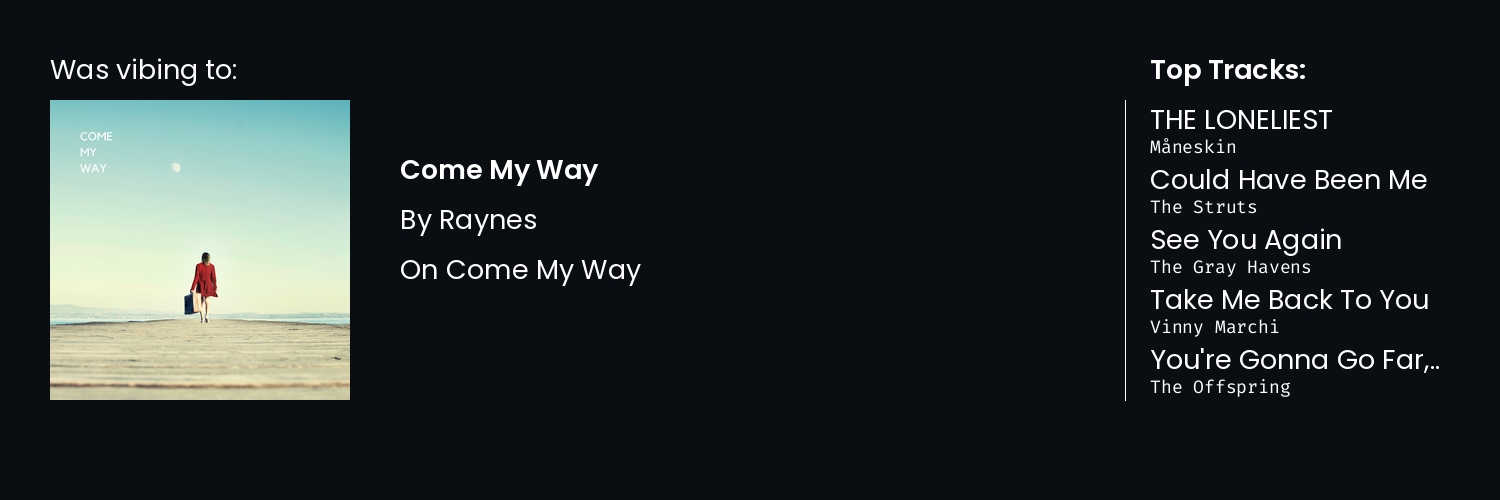 Was vibing to:
COME
MY
WAY
Come My Way
By Raynes
On Come My Way
Top Tracks:
THE LONELIEST
Måneskin
Could Have Been Me
The Struts
See You Again
The Gray Havens
Take Me Back To You
Vinny Marchi
You're Gonna Go Far,..
The Offspring